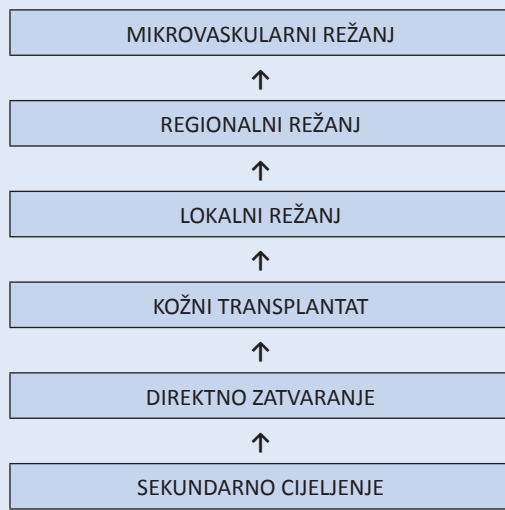 MIKROVASKULARNI REŽANJ
↑
REGIONALNI REŽANJ
↑
LOKALNI REŽANJ
↑
KOŽNI TRANSPLANTAT
↑
DIREKTNO ZATVARANJE
↑
SEKUNDARNO CIJELJENJE